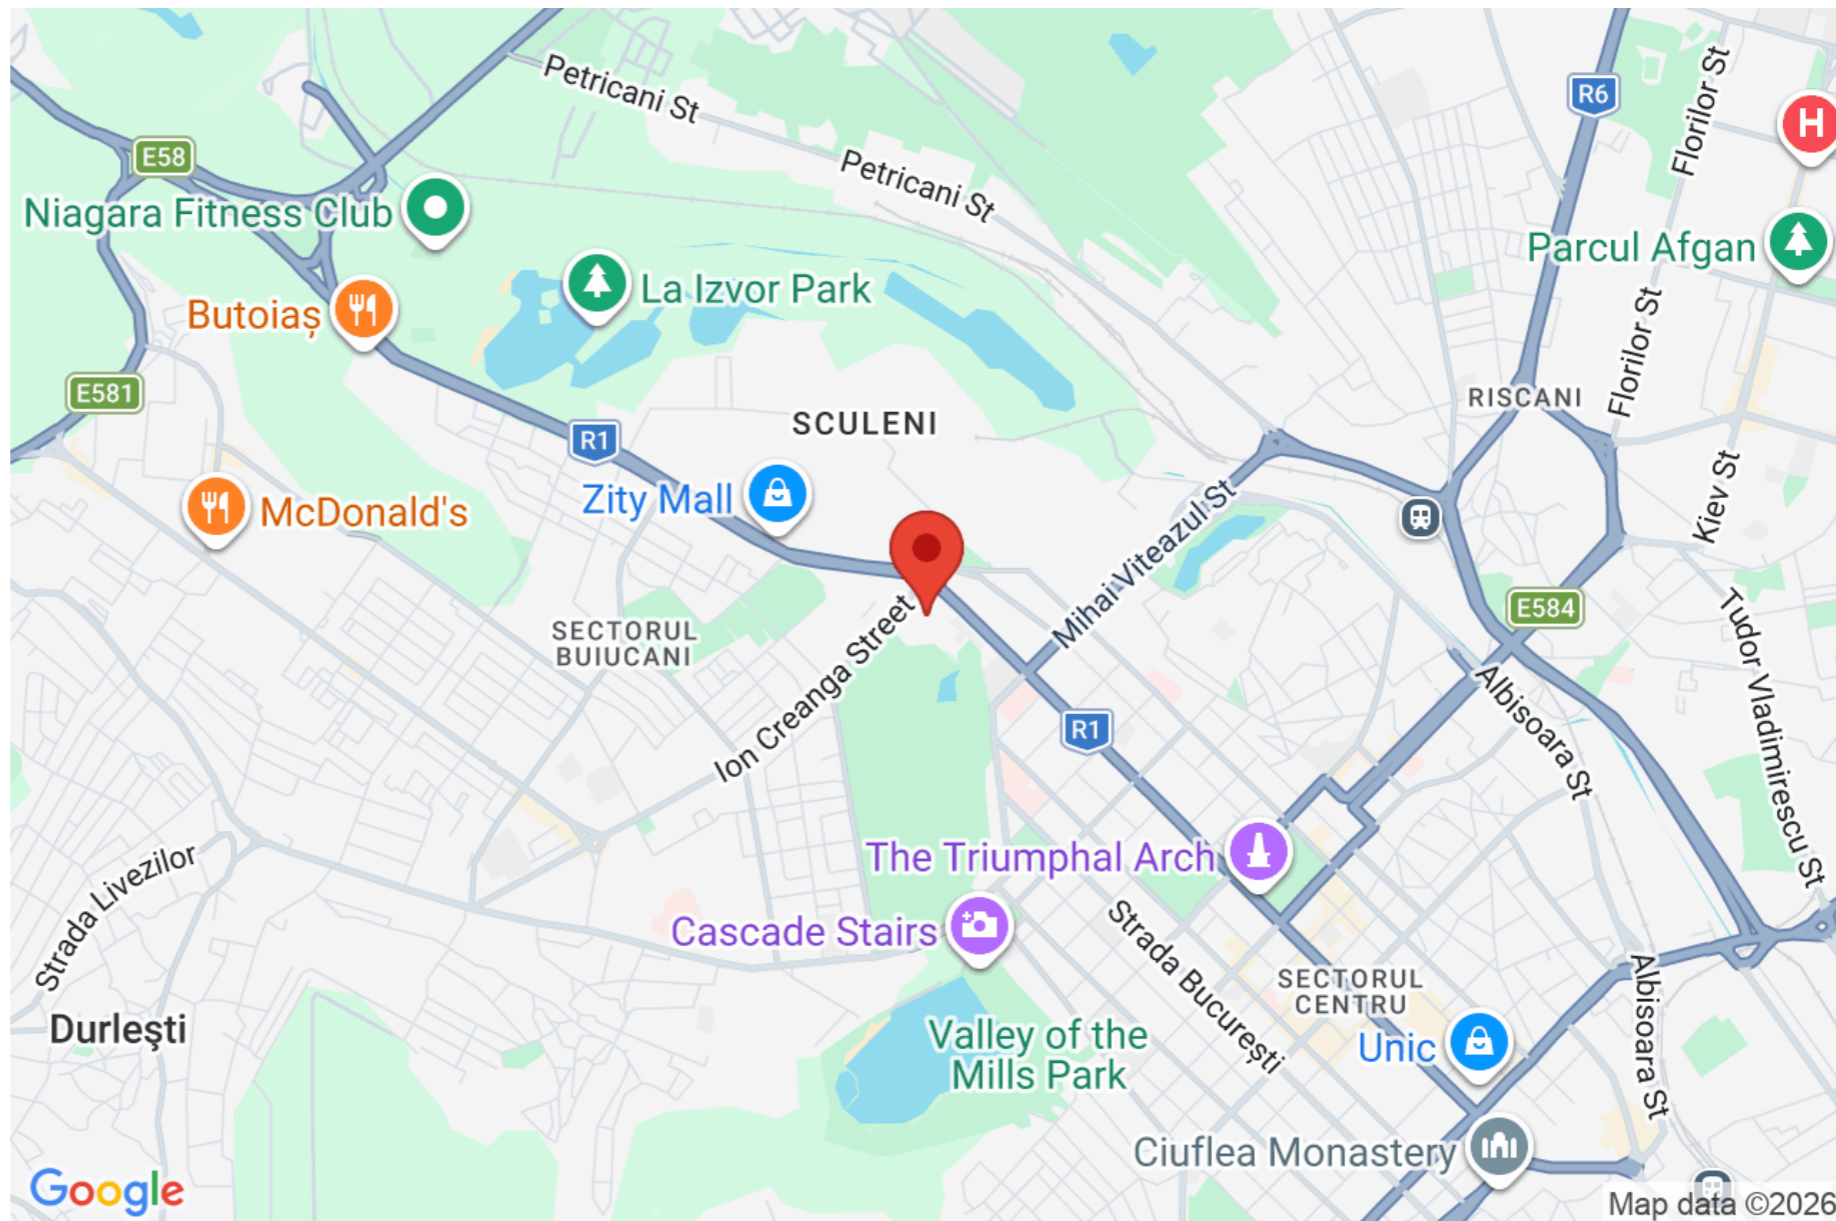 Petricani St
Florilor St
R6
H
E58
Petricani St
Niagara Fitness Club
Parcul Afgan
La Izvor Park
Butoiaș
Florilor St
E581
RISCANI
SCULENI
R1
Zity Mall
Kiev St
McDonald's
Mihai Viteazul St
E584
SECTORUL
BUIUCANI
Ion Creanga Street
Tudor Vladimirescu St
Albisoara St
R1
The Triumphal Arch
Strada Livezilor
Cascade Stairs
Strada București
SECTORUL
CENTRU
Albisoara St
Durleşti
Valley of the
Mills Park
Unic
Ciuflea Monastery
Google
Map data ©2026